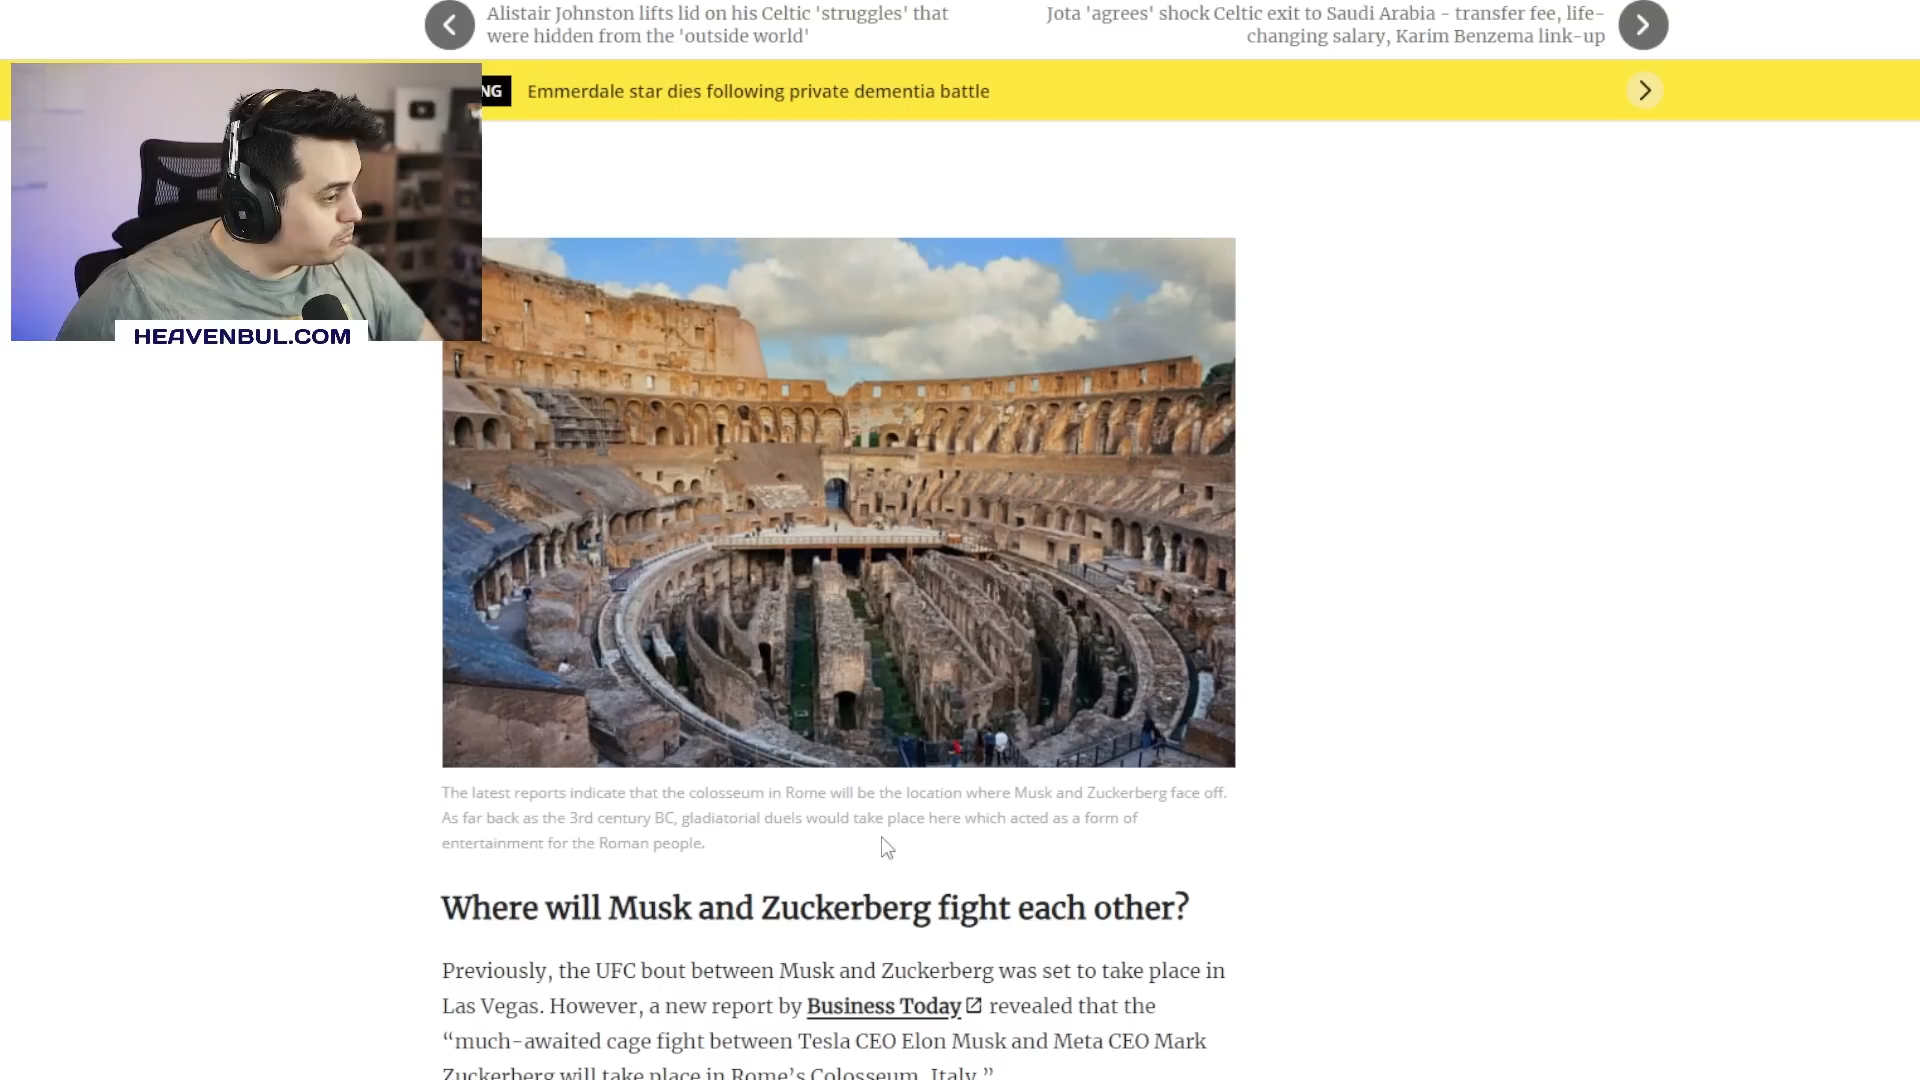 Alistair Johnston lifts lid on his Celtic 'struggles' that
were hidden from the 'outside world'
Jota 'agrees' shock Celtic exit to Saudi Arabia - transfer fee, life-
changing salary, Karim Benzema link-up
NG
Emmerdale star dies following private dementia battle
HEAVENBUL.COM
The latest reports indicate that the colosseum in Rome will be the location where Musk and Zuckerberg face off.
As far back as the 3rd century BC, gladiatorial duels would take place here which acted as a form of
entertainment for the Roman people.
Where will Musk and Zuckerberg fight each other?
Previously, the UFC bout between Musk and Zuckerberg was set to take place in
Las Vegas. However, a new report by Business Today revealed that the
“much-awaited cage fight between Tesla CEO Elon Musk and Meta CEO Mark
Zuckerberg will take place in Rome’s Colosseum, Italy.”